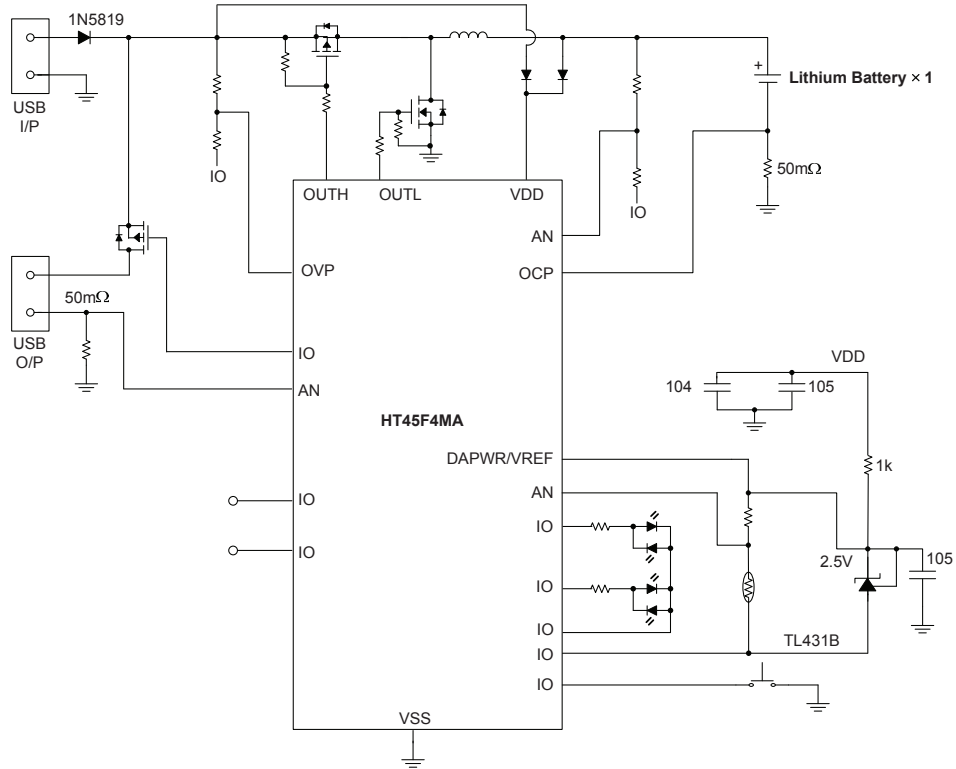 1N5819
USB
I/P
+
Lithium Battery × 1
50mΩ
IO
IO
OUTH
OUTL
VDD
AN
OVP
OCP
50mΩ
USB
O/P
IO
AN
VDD
104
105
HT45F4MA
DAPWR/VREF
1k
AN
IO
IO
IO
2.5V
105
IO
IO
IO
TL431B
IO
VSS